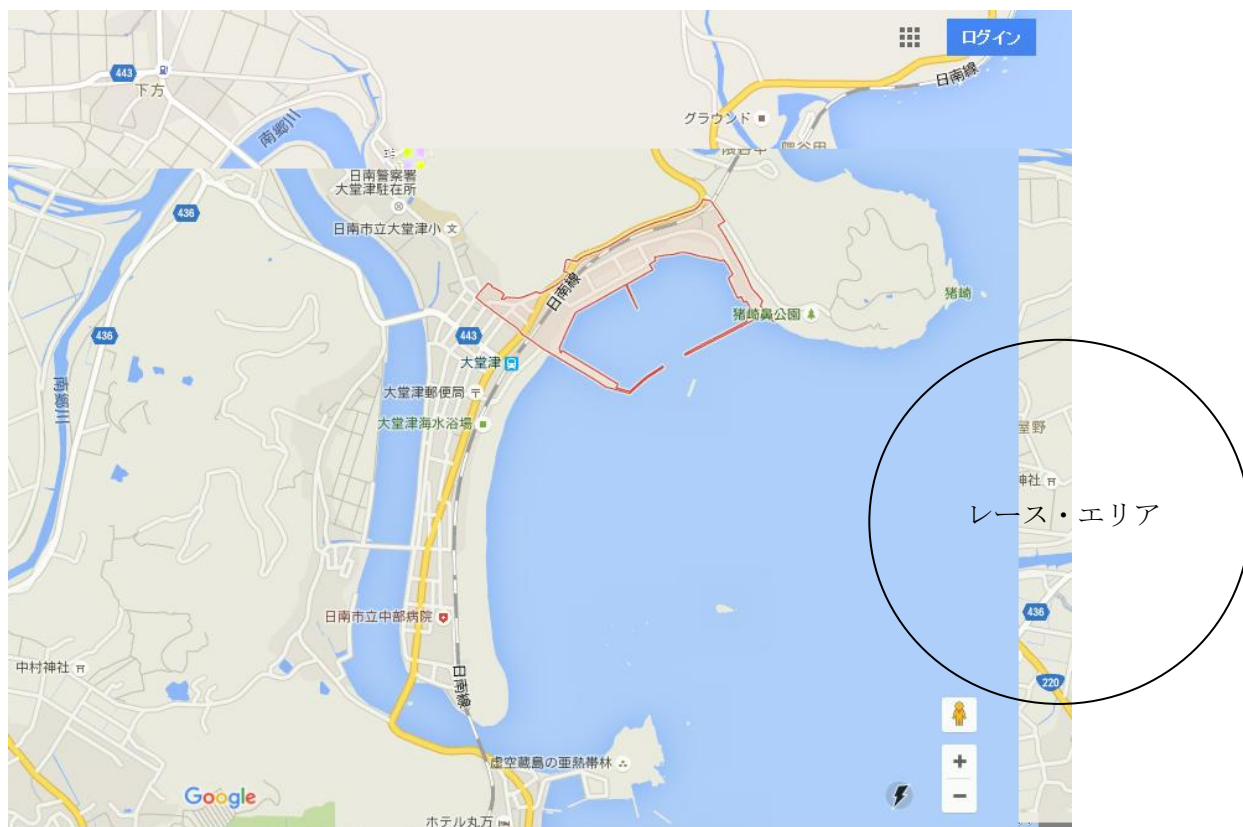 ログイン
日南線
443
下方
南郷川
グラウンド
日南警察署
大堂津駐在所
436
日南市立大堂津小
文
日南線
猪崎
猪崎鼻公園
436
443
大堂津
大堂津郵便局
大堂津海水浴場
南郷川
屋野
神社
レース・エリア
436
日南市立中部病院
中村神社
日南線
220
虚空蔵島の亜熱帯林
+
−
Google
ホテル丸万